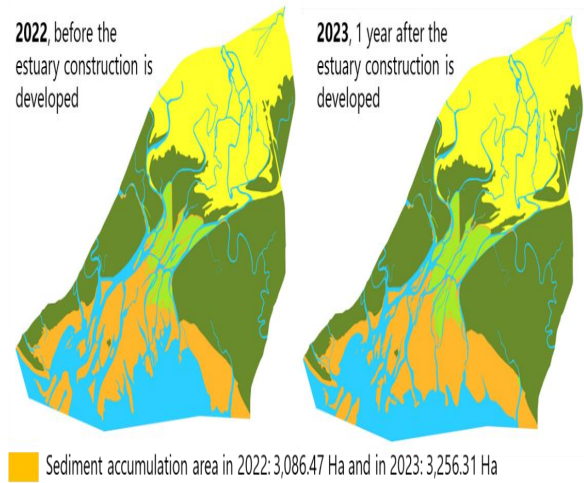 2022, before the
estuary construction is
developed
2023, 1 year after the
estuary construction is
developed
Sediment accumulation area in 2022: 3,086.47 Ha and in 2023: 3,256.31 Ha